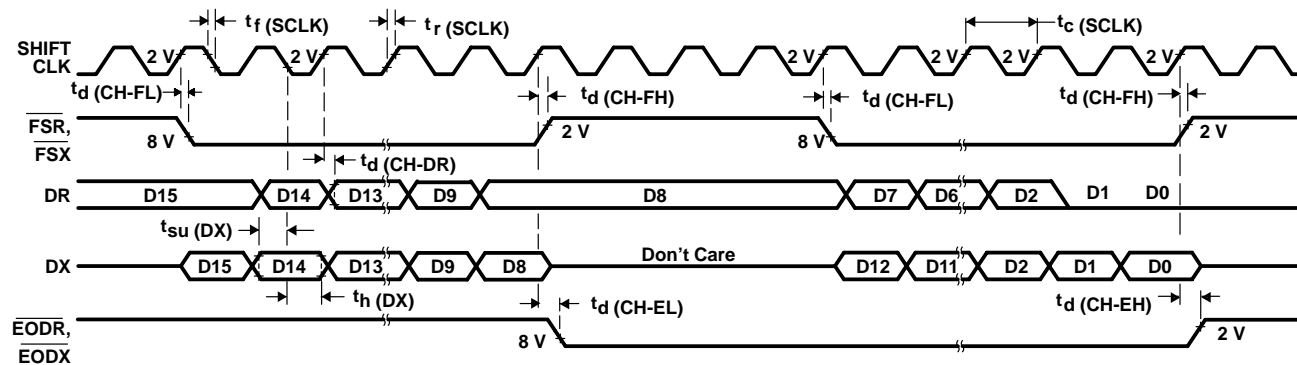 t_f (SCLK)
t_r (SCLK)
t_c (SCLK)
SHIFT
CLK
2 V
2 V
2 V
2 V
2 V
2 V
2 V
t_d (CH-FL)
t_d (CH-FH)
t_d (CH-FL)
t_d (CH-FH)
FSR,
FSX
8 V
2 V
8 V
2 V
t_d (CH-DR)
DR
D15
D14
D13
D9
D8
D7
D6
D2
D1
D0
t_su (DX)
DX
D15
D14
D13
D9
D8
Don't Care
D12
D11
D2
D1
D0
t_h (DX)
t_d (CH-EL)
t_d (CH-EH)
EODR,
EODX
8 V
2 V